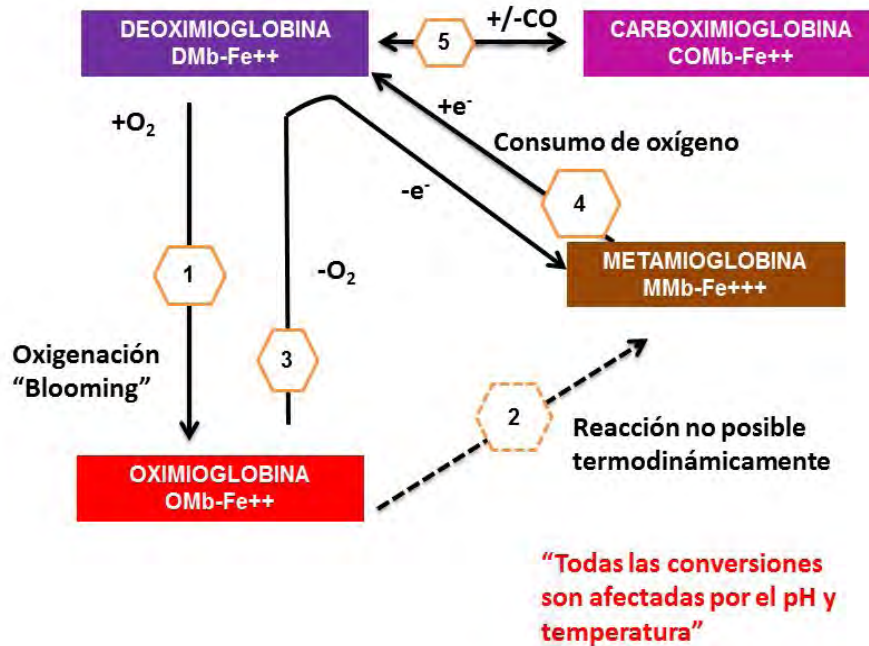 DEOXIMIOGLOBINA
DMb-Fe++
5
+/-CO
CARBOXIMIOGLOBINA
COMb-Fe++
+O₂
+e⁻
Consumo de oxígeno
-e⁻
4
1
-O₂
METAMIOGLOBINA
MMb-Fe+++
Oxigenación
“Blooming”
3
2
Reacción no posible
termodinámicamente
OXIMIOGLOBINA
OMb-Fe++
“Todas las conversiones
son afectadas por el pH y
temperatura”